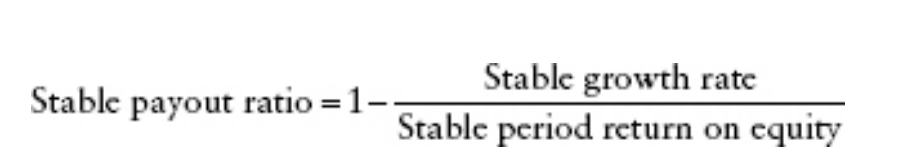 Stable growth rate
Stable payout ratio = 1 –
Stable period return on equity